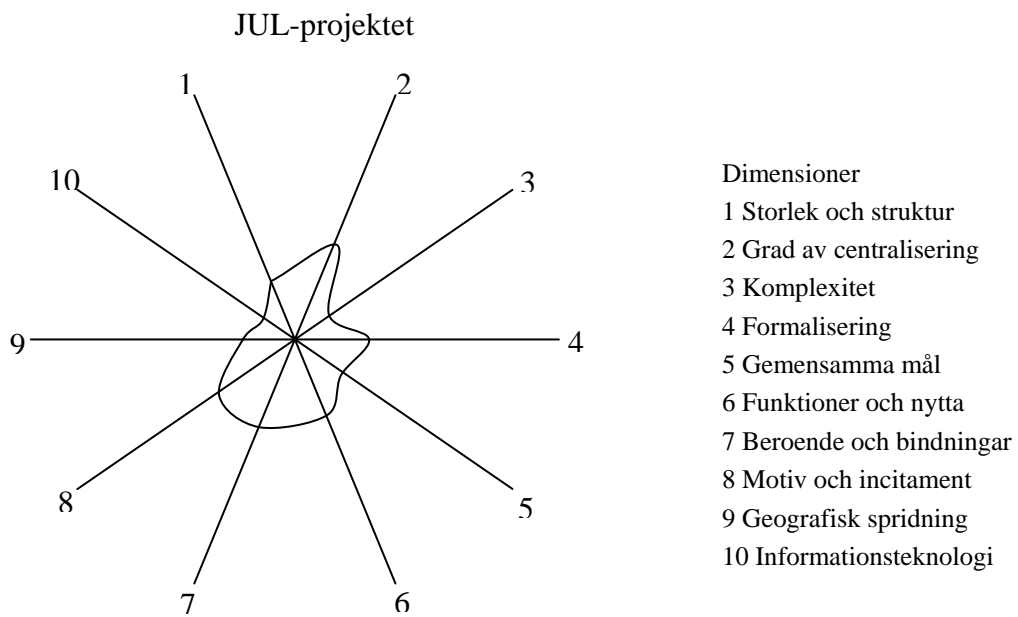 JUL-projektet
1
2
10
3
9
4
8
5
7
6
Dimensioner
1 Storlek och struktur
2 Grad av centralisering
3 Komplexitet
4 Formalisering
5 Gemensamma mål
6 Funktioner och nytta
7 Beroende och bindningar
8 Motiv och incitament
9 Geografisk spridning
10 Informationsteknologi